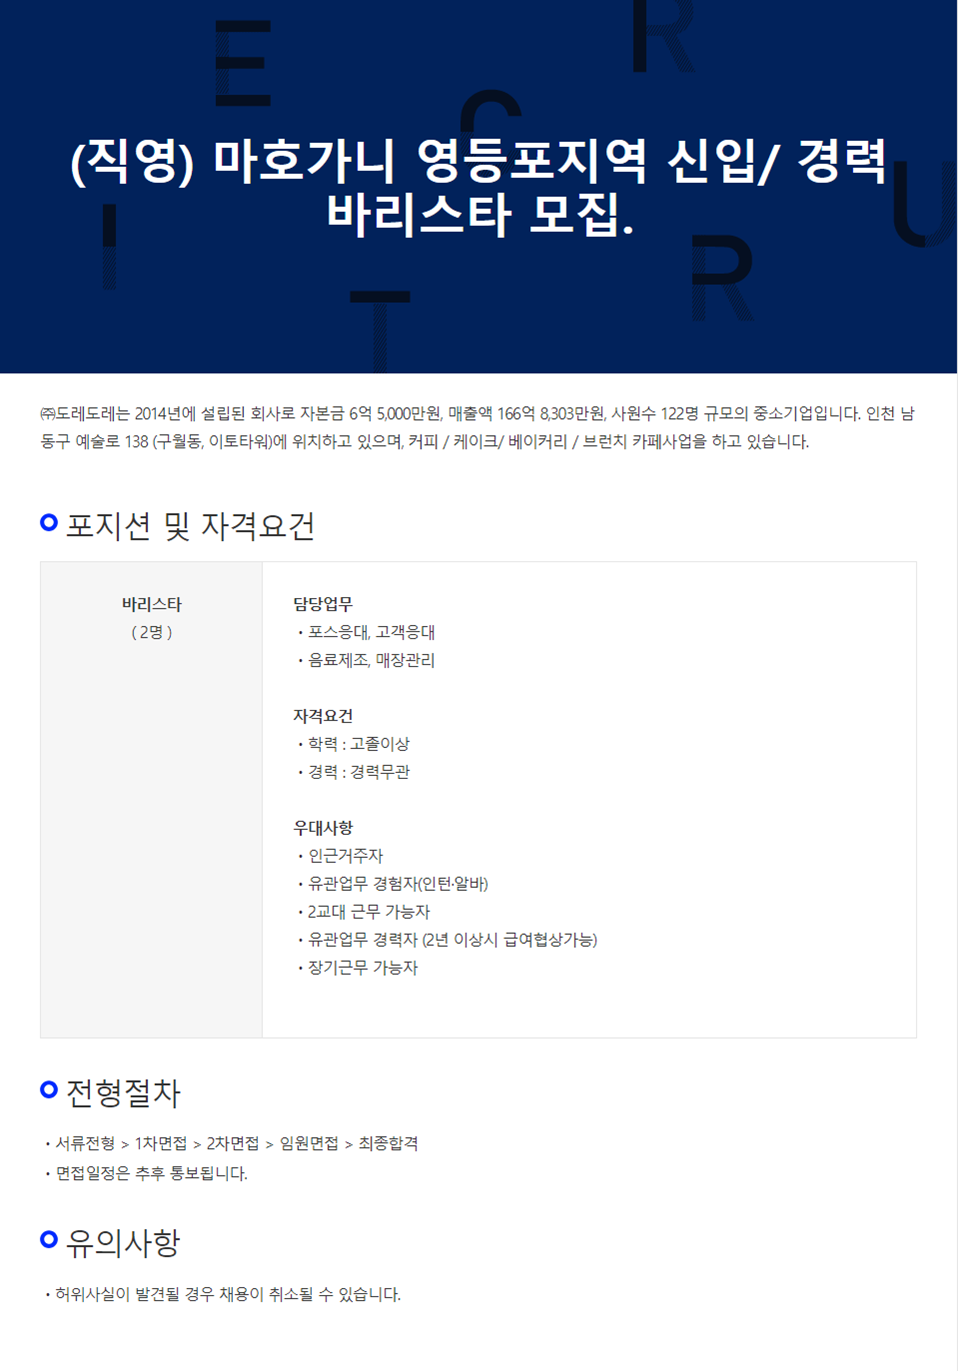 E
R
C
(직영) 마호가니 영등포지역 신입/ 경력
바리스타 모집.
U
I
R
T
㈜도레도레는 2014년에 설립된 회사로 자본금 6억 5,000만원, 매출액 166억 8,303만원, 사원수 122명 규모의 중소기업입니다. 인천 남
동구 예술로 138 (구월동, 이토타워)에 위치하고 있으며, 커피 / 케이크/ 베이커리 / 브런치 카페사업을 하고 있습니다.
포지션 및 자격요건
바리스타
( 2명 )
담당업무
・포스응대, 고객응대
・음료제조, 매장관리
자격요건
・학력 : 고졸이상
・경력 : 경력무관
우대사항
・인근거주자
・유관업무 경험자(인턴·알바)
・2교대 근무 가능자
・유관업무 경력자 (2년 이상시 급여협상가능)
・장기근무 가능자
전형절차
・서류전형 > 1차면접 > 2차면접 > 임원면접 > 최종합격
・면접일정은 추후 통보됩니다.
유의사항
・허위사실이 발견될 경우 채용이 취소될 수 있습니다.